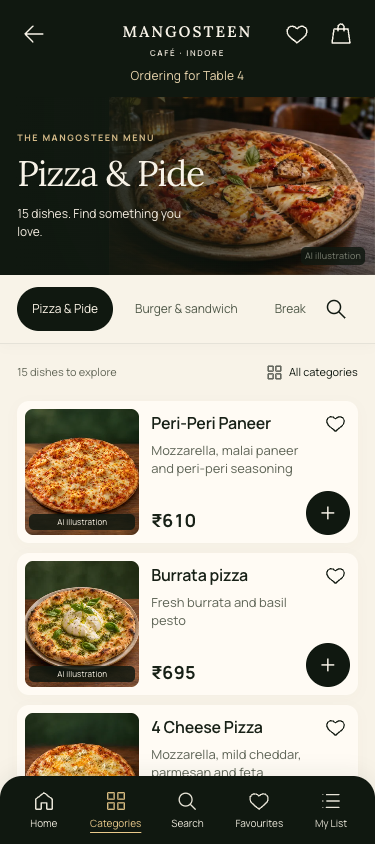 MANGOSTEEN
CAFÉ · INDORE
Ordering for Table 4
THE MANGOSTEEN MENU
Pizza & Pide
15 dishes. Find something you
love.
AI illustration
Pizza & Pide
Burger & sandwich
Break
15 dishes to explore
All categories
Peri-Peri Paneer
Mozzarella, malai paneer
and peri-peri seasoning
AI illustration
₹610
Burrata pizza
Fresh burrata and basil
pesto
AI illustration
₹695
4 Cheese Pizza
Mozzarella, mild cheddar,
parmesan and feta
Home
Categories
Search
Favourites
My List